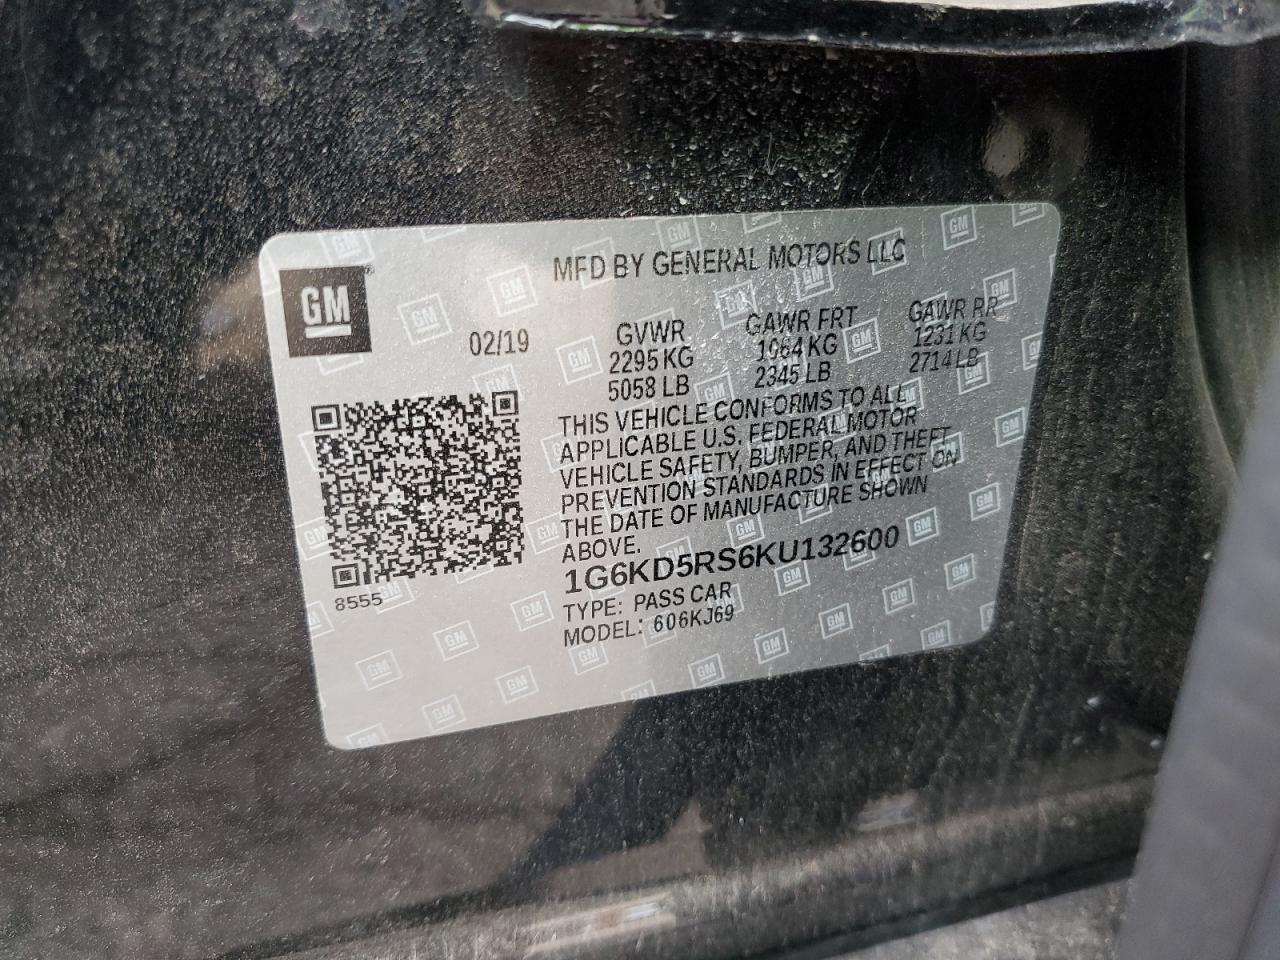 MFD BY GENERAL MOTORS LLC
GM
02/19
GVWR GAWR FRT GAWR RR
2295 KG 1064 KG 1231 KG
5058 LB 2345 LB 2714 LB
THIS VEHICLE CONFORMS TO ALL
APPLICABLE U.S. FEDERAL MOTOR
VEHICLE SAFETY, BUMPER, AND THEFT
PREVENTION STANDARDS IN EFFECT ON
THE DATE OF MANUFACTURE SHOWN
ABOVE.
1G6KD5RS6KU132600
TYPE: PASS CAR
MODEL: 606KJ69
8555